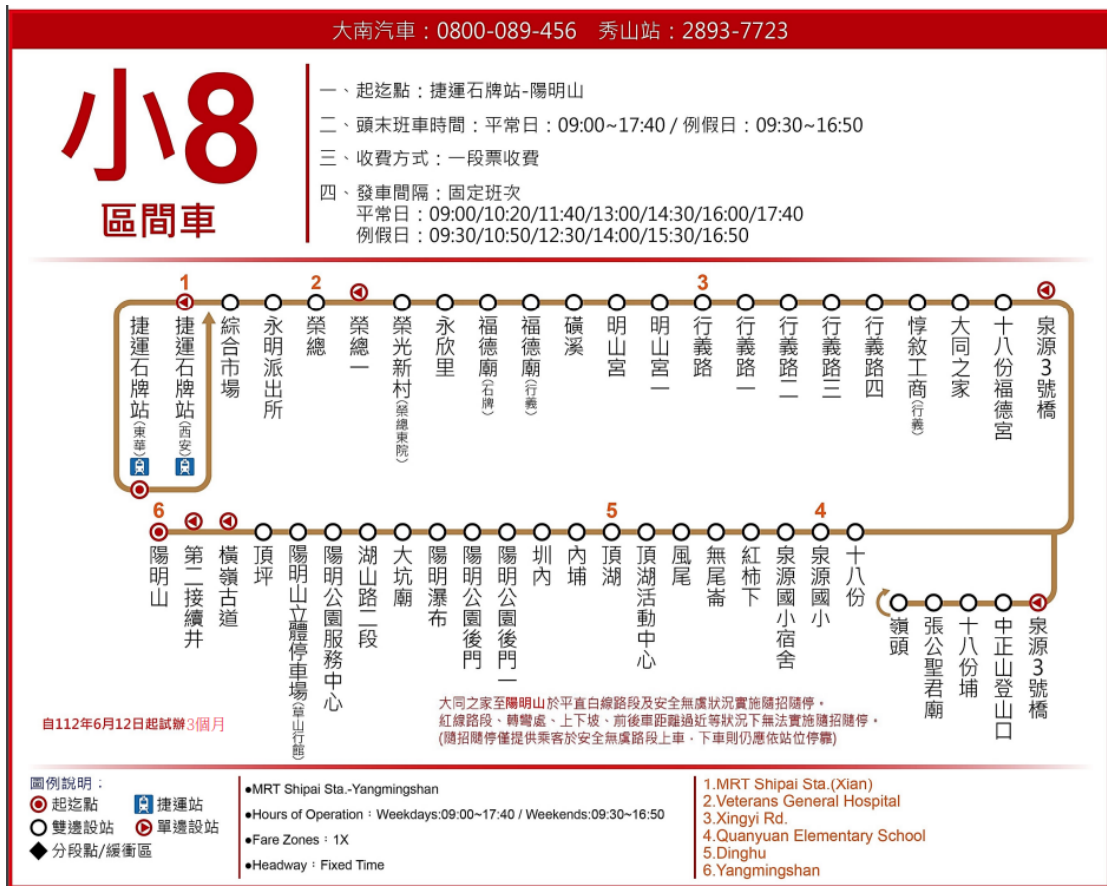 大南汽車：0800-089-456 秀山站：2893-7723
小8
區間車
一、起迄點：捷運石牌站-陽明山
二、頭末班車時間：平常日：09:00~17:40 / 例假日：09:30~16:50
三、收費方式：一段票收費
四、發車間隔：固定班次
平常日：09:00/10:20/11:40/13:00/14:30/16:00/17:40
例假日：09:30/10:50/12:30/14:00/15:30/16:50
1
2
3
捷運石牌站(東華)
捷運石牌站(西安)
綜合市場
永明派出所
榮總
榮總一
榮光新村(榮總東院)
永欣里
福德廟(石牌)
福德廟(行義)
磺溪
明山宮
明山宮一
行義路
行義路一
行義路二
行義路三
行義路四
惇敘工商(行義)
大同之家
十八份福德宮
泉源3號橋
6
5
4
陽明山
第二接續井
橫嶺古道
頂坪
陽明山立體停車場(草山行館)
陽明公園服務中心
湖山路二段
大坑廟
陽明瀑布
陽明公園後門
陽明公園後門一
圳內
內埔
頂湖
頂湖活動中心
風尾
無尾崙
紅柿下
泉源國小宿舍
泉源國小
十八份
嶺頭
張公聖君廟
十八份埔
中正山登山口
泉源3號橋
自112年6月12日起試辦3個月
大同之家至陽明山於平直白線路段及安全無虞狀況實施隨招隨停。
紅線路段、轉彎處、上下坡、前後車距離過近等狀況下無法實施隨招隨停。
(隨招隨停僅提供乘客於安全無虞路段上車，下車則仍應依站位停靠)
圖例說明：
起迄點 捷運站
雙邊設站 單邊設站
分段點/緩衝區
●MRT Shipai Sta.-Yangmingshan
●Hours of Operation：Weekdays:09:00~17:40 / Weekends:09:30~16:50
●Fare Zones：1X
●Headway：Fixed Time
1.MRT Shipai Sta.(Xian)
2.Veterans General Hospital
3.Xingyi Rd.
4.Quanyuan Elementary School
5.Dinghu
6.Yangmingshan